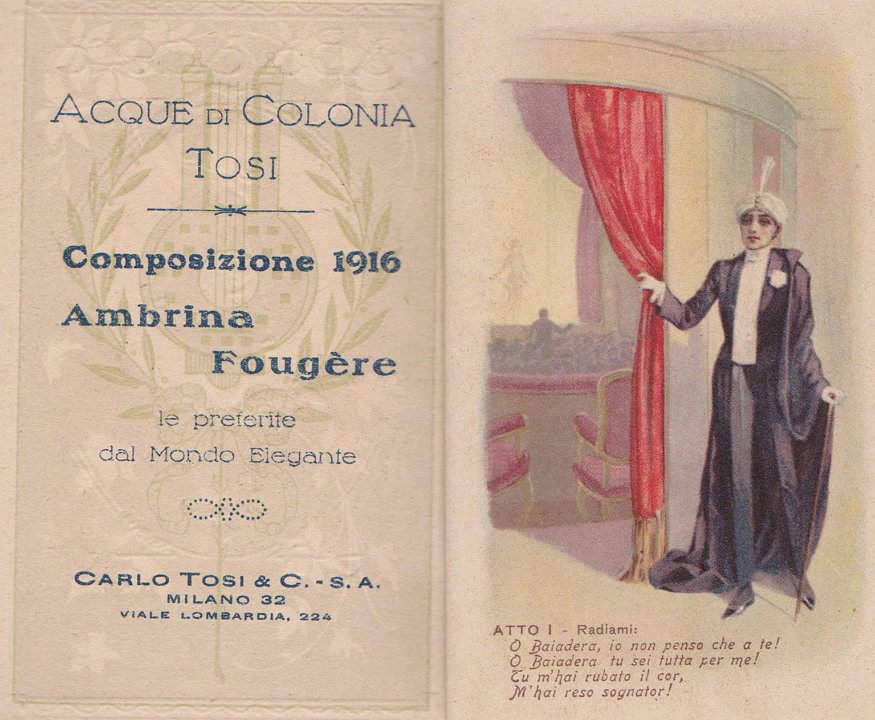 ACQUE DI COLONIA
TOSI
Composizione 1916
Ambrina
Fougère
le preferite
dal Mondo Elegante
CARLO TOSI & C. - S. A.
MILANO 32
VIALE LOMBARDIA, 224
ATTO I - Radiami:
O Baiadera, io non penso che a te!
O Baiadera tu sei tutta per me!
Tu m'hai rubato il cor,
M'hai reso sognator!